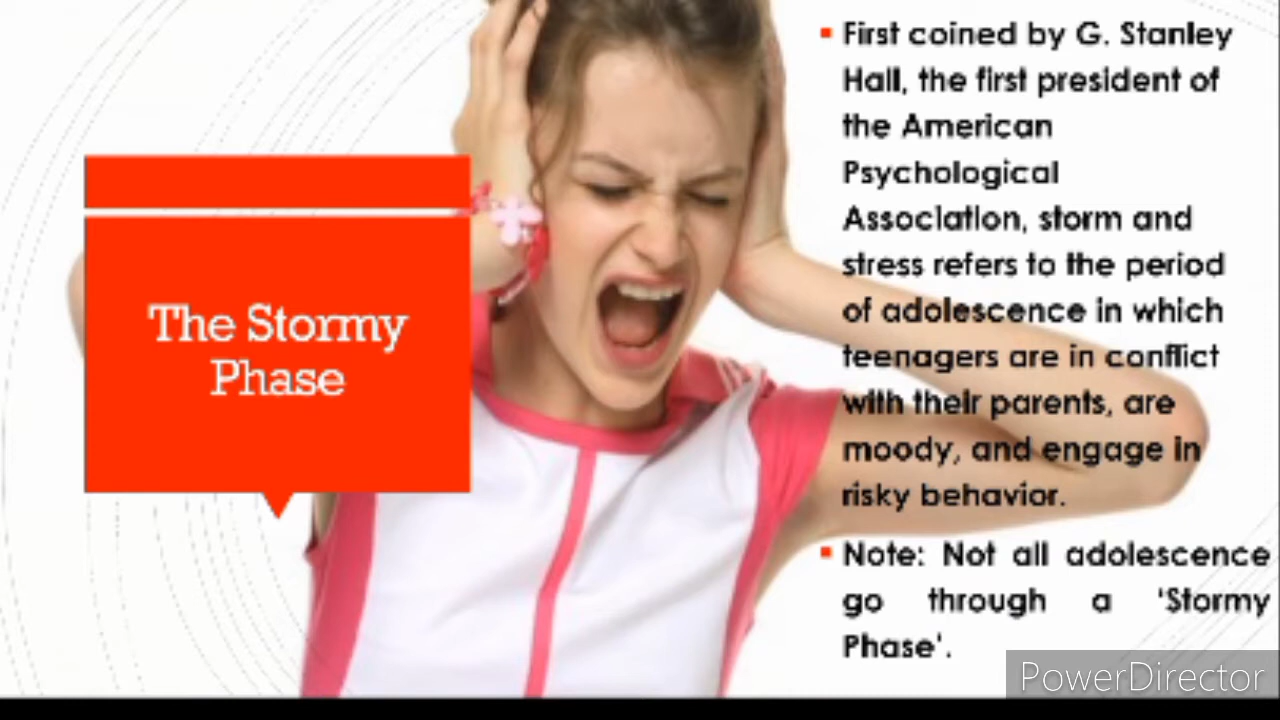 The Stormy
Phase
▪ First coined by G. Stanley
Hall, the first president of
the American
Psychological
Association, storm and
stress refers to the period
of adolescence in which
teenagers are in conflict
with their parents, are
moody, and engage in
risky behavior.
▪ Note: Not all adolescence
go through a 'Stormy
Phase'.
PowerDirector